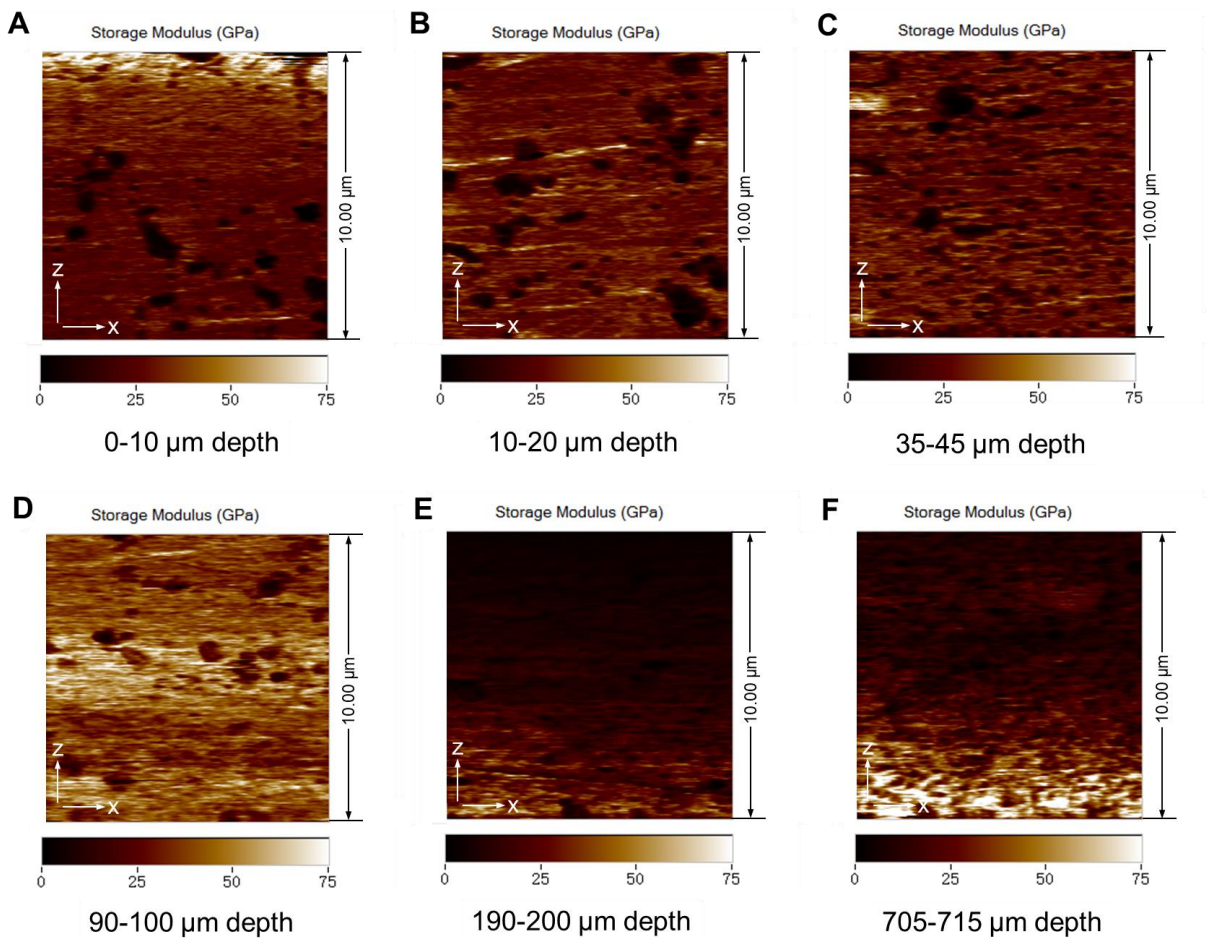 A
Storage Modulus (GPa)
10.00 µm
Z
X
0 25 50 75
0-10 µm depth
B
Storage Modulus (GPa)
10.00 µm
Z
X
0 25 50 75
10-20 µm depth
C
Storage Modulus (GPa)
10.00 µm
Z
X
0 25 50 75
35-45 µm depth
D
Storage Modulus (GPa)
10.00 µm
Z
X
0 25 50 75
90-100 µm depth
E
Storage Modulus (GPa)
10.00 µm
Z
X
0 25 50 75
190-200 µm depth
F
Storage Modulus (GPa)
10.00 µm
Z
X
0 25 50 75
705-715 µm depth